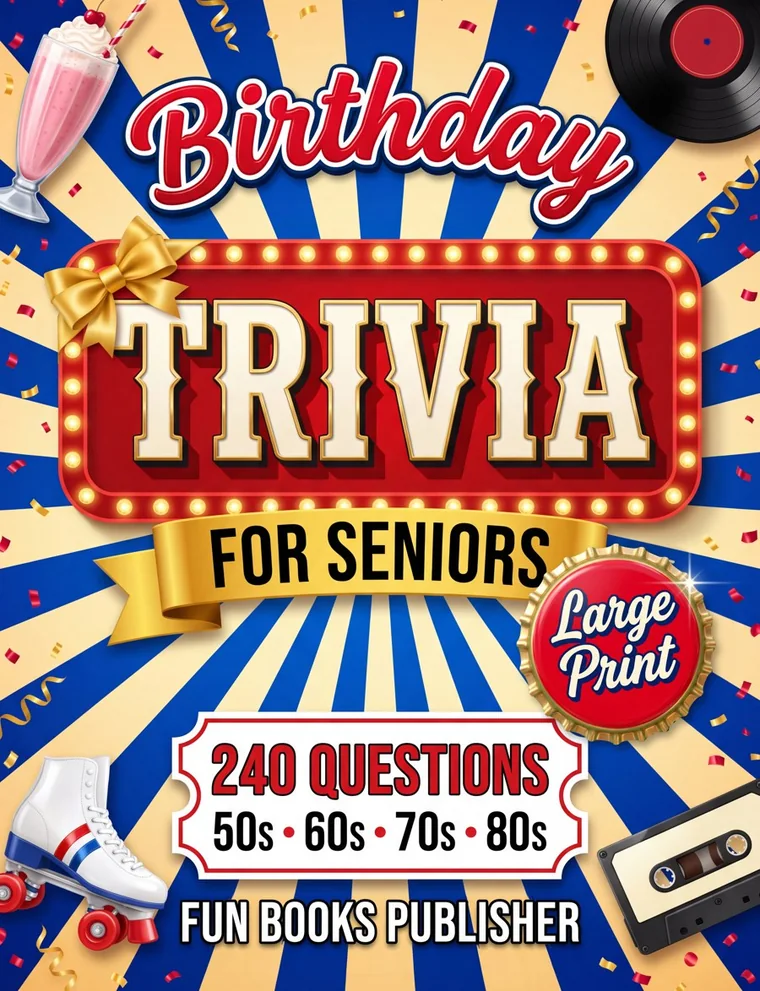 Birthday
TRIVIA
FOR SENIORS
Large
Print
240 QUESTIONS
50s • 60s • 70s • 80s
FUN BOOKS PUBLISHER